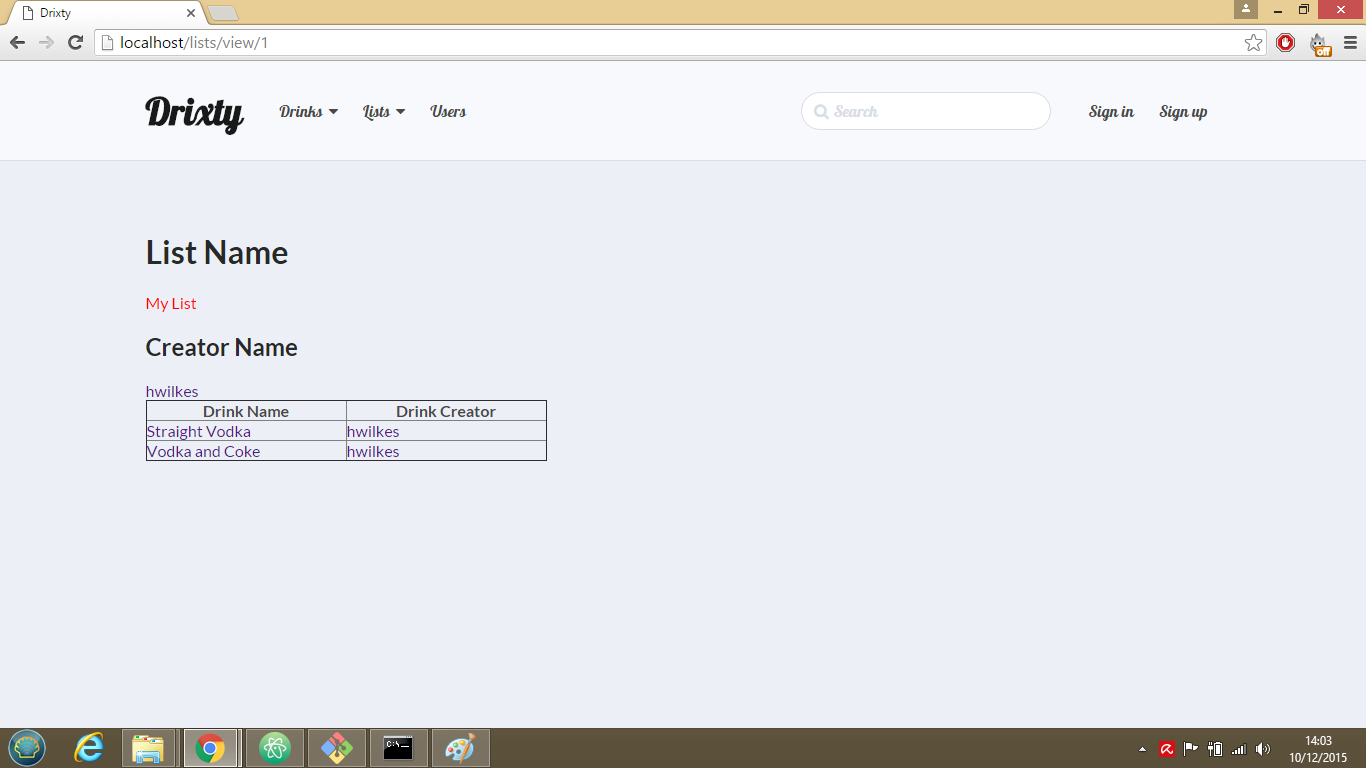 Drixty
localhost/lists/view/1
off
Drixty Drinks Lists Users Search Sign in Sign up
List Name
My List
Creator Name
hwilkes
Drink Name Drink Creator
Straight Vodka hwilkes
Vodka and Coke hwilkes
C:\
14:03
10/12/2015